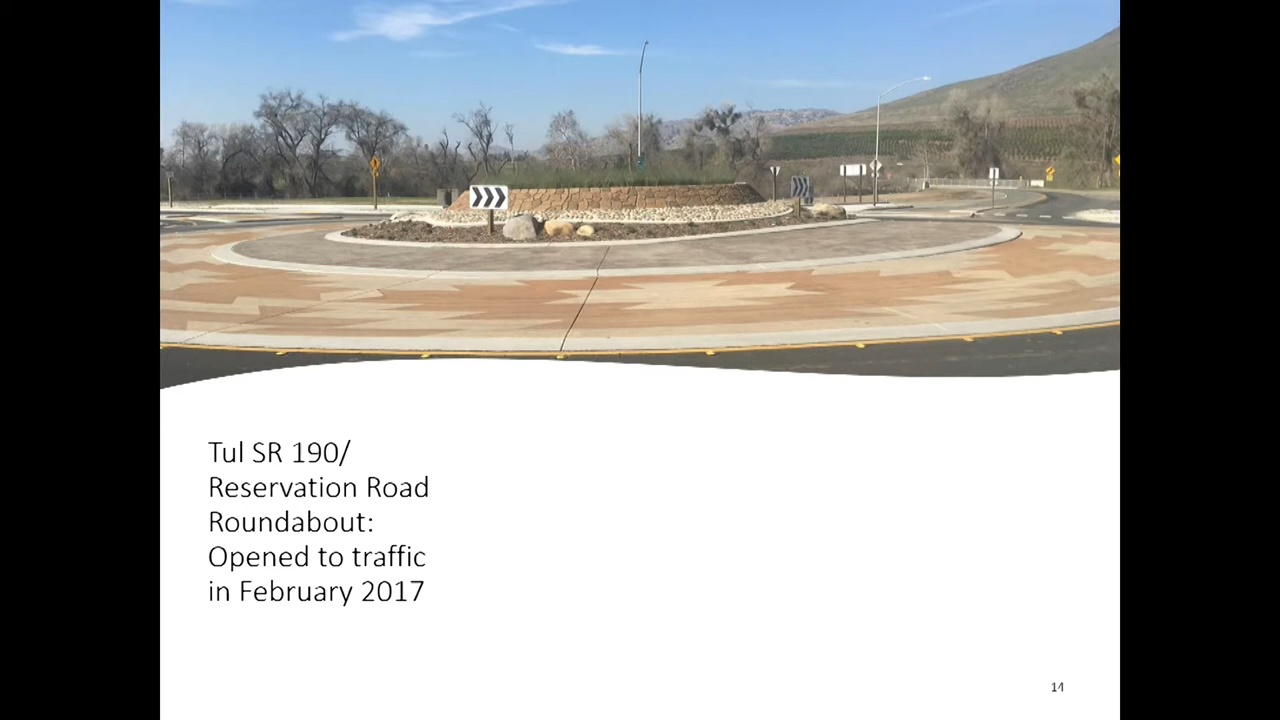 Tul SR 190/
Reservation Road
Roundabout:
Opened to traffic
in February 2017
14